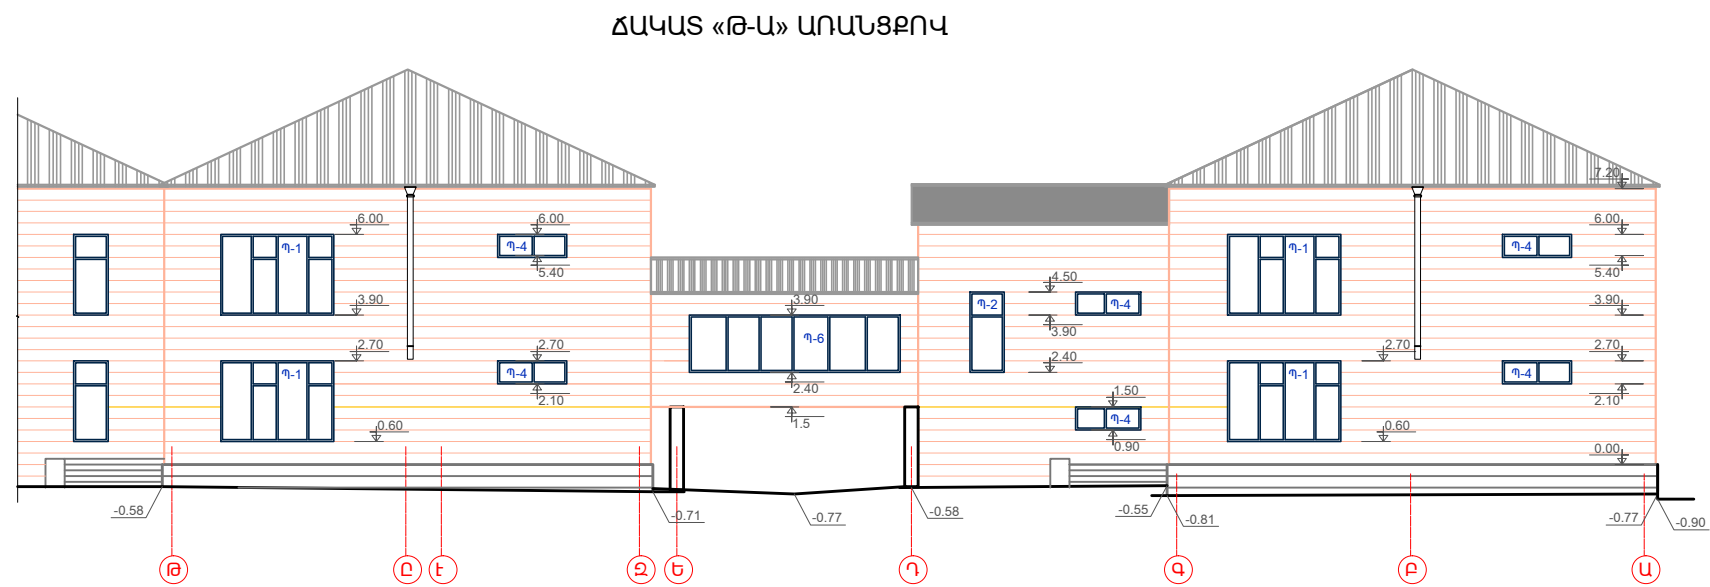 ՃԱԿԱՏ «Թ-Ա» ԱՌԱՆՑՔՈՎ
7.20
6.00 6.00 6.00
Պ-1 Պ-4 Պ-1 Պ-4
5.40 5.40
4.50
3.90 3.90 Պ-2 Պ-4 3.90
3.90
Պ-6
2.70 2.70 2.40 2.70 2.70
Պ-1 Պ-4 Պ-1 Պ-4
2.10 2.40 1.50 2.10
1.5 Պ-4
0.60 0.90 0.60
0.00
-0.58 -0.71 -0.77 -0.58 -0.55 -0.81 -0.77 -0.90
Թ Ը Է Զ Ե Դ Գ Բ Ա